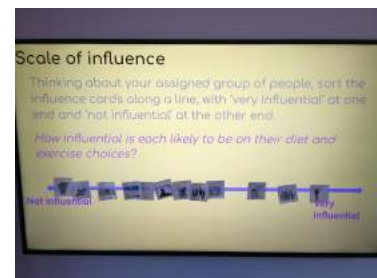 Scale of influence
Thinking about your assigned group of people, sort the
influence cards along a line, with 'very influential' at one
end and 'not influential' at the other end.
How influential is each likely to be on their diet and
exercise choices?
Not influential
Very
influential